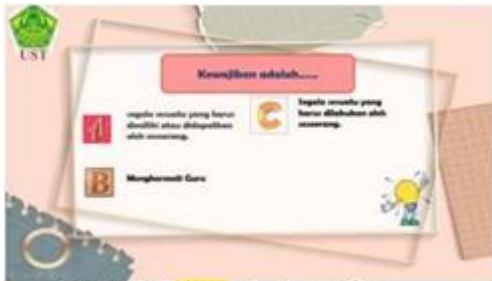 UST
Kewajiban adalah.....
A
segala sesuatu yang harus
dimiliki atau didapatkan
oleh seseorang.
B
Menghormati Guru
C
Segala sesuatu yang
harus dilakukan oleh
seseorang.